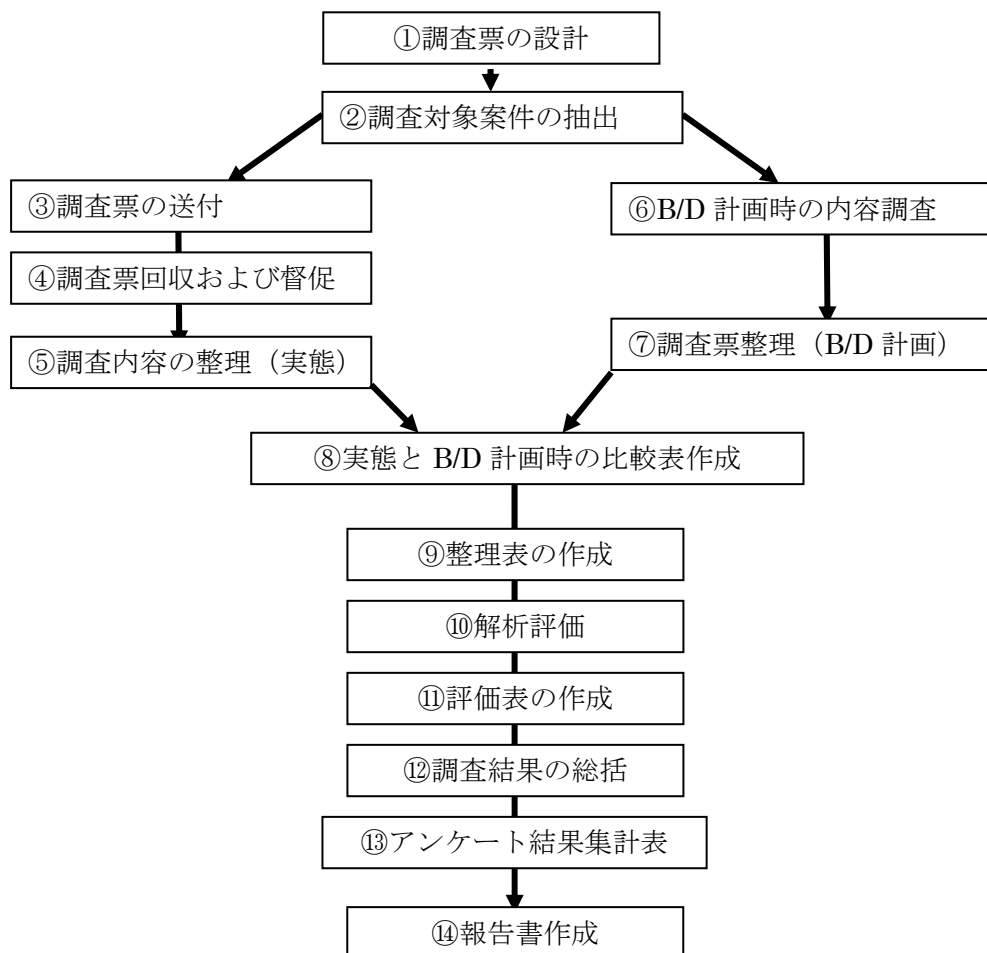 ①調査票の設計
②調査対象案件の抽出
③調査票の送付
④調査票回収および督促
⑤調査内容の整理（実態）
⑥B/D 計画時の内容調査
⑦調査票整理（B/D 計画）
⑧実態と B/D 計画時の比較表作成
⑨整理表の作成
⑩解析評価
⑪評価表の作成
⑫調査結果の総括
⑬アンケート結果集計表
⑭報告書作成